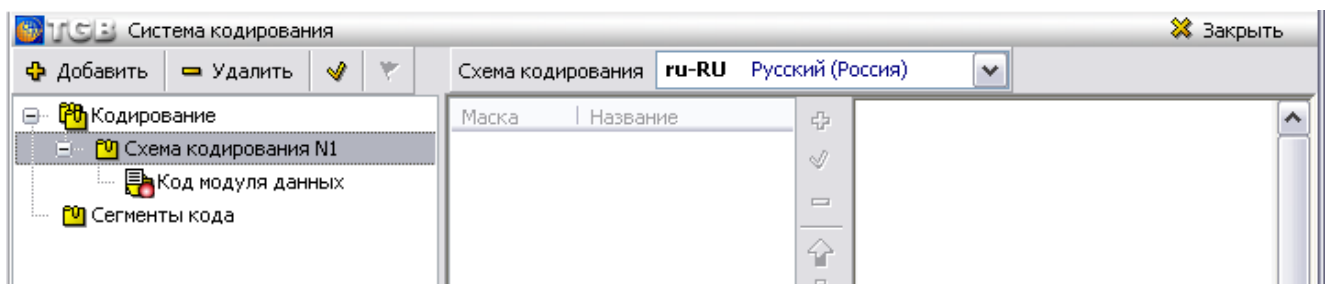 TGB Система кодирования Закрыть
Добавить Удалить Схема кодирования ru-RU Русский (Россия)
Кодирование Маска Название
Схема кодирования N1
Код модуля данных
Сегменты кода